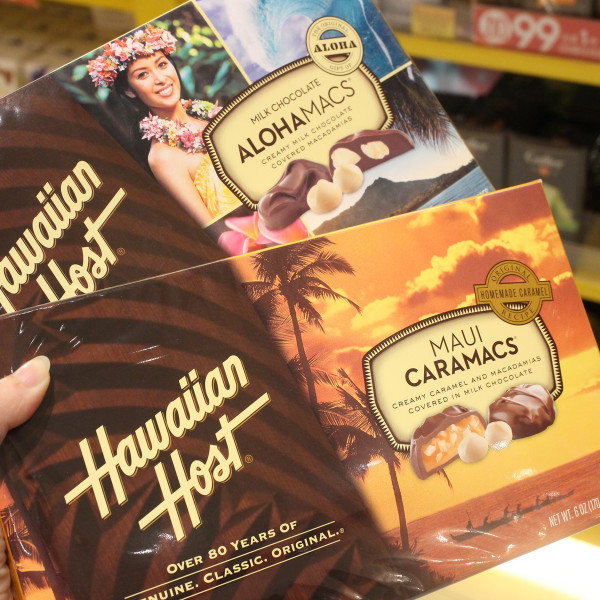 99
ALOHA
MILK CHOCOLATE
ALOHAMACS
CREAMY MILK CHOCOLATE
COVERED MACADAMIAS
Hawaiian
Host®
ORIGINAL
HOMEMADE CARAMEL
RECIPE
MAUI
CARAMACS
CREAMY CARAMEL AND MACADAMIAS
COVERED IN MILK CHOCOLATE
Hawaiian
Host®
OVER 80 YEARS OF
GENUINE. CLASSIC. ORIGINAL.®
NET WT. 6 OZ (170